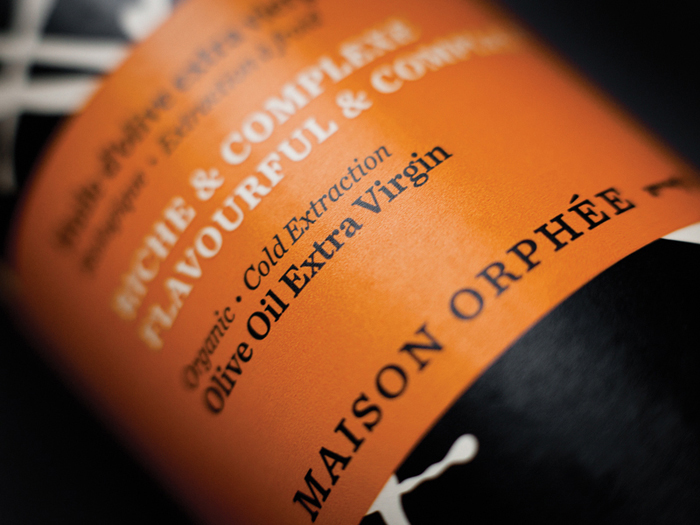 Huile d'olive extra vierge
Biologique • Extraction à froid
RICHE & COMPLEXE
FLAVOURFUL & COMPLEX
Organic • Cold Extraction
Olive Oil Extra Virgin
MAISON ORPHÉE